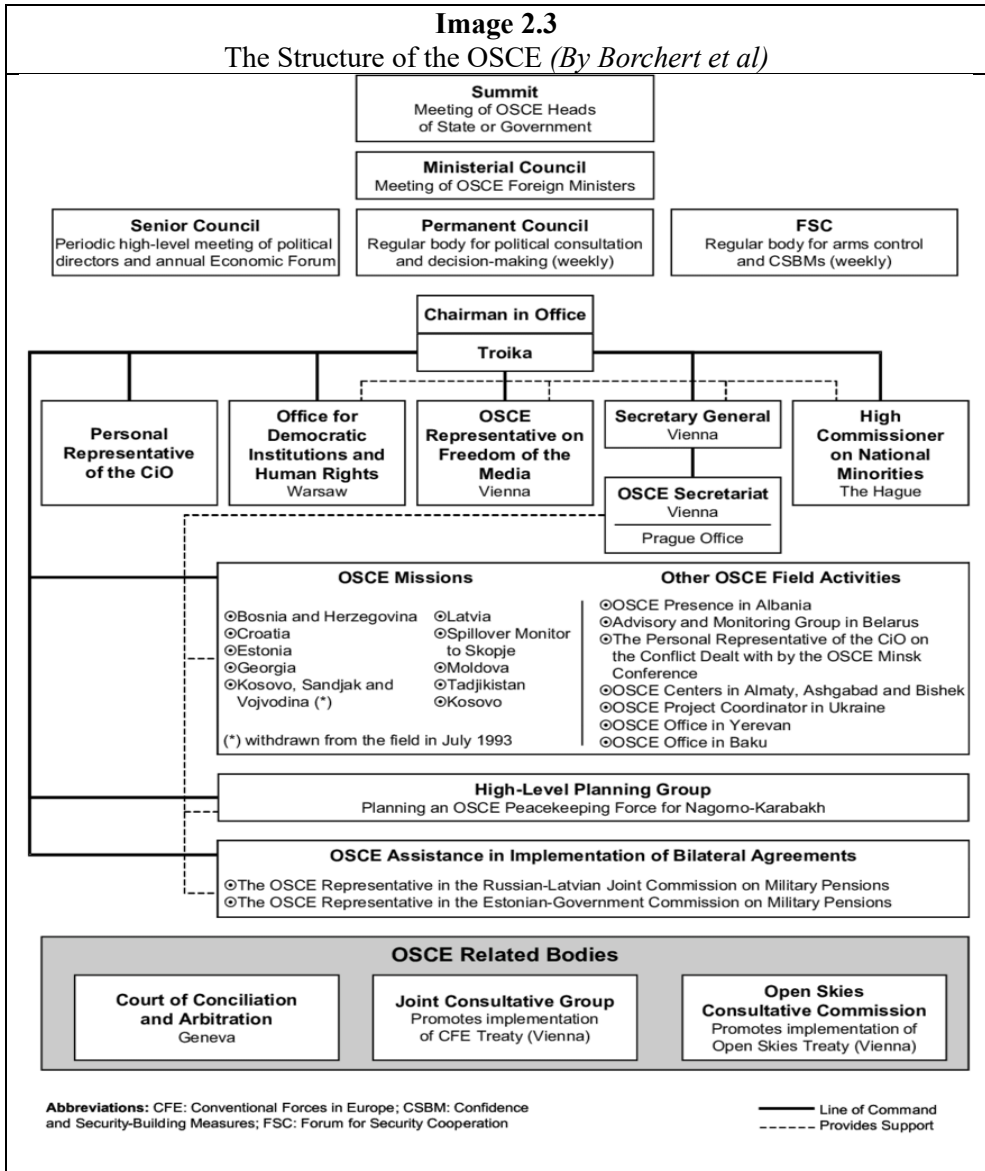 Image 2.3
The Structure of the OSCE (By Borchert et al)
Summit
Meeting of OSCE Heads
of State or Government
Ministerial Council
Meeting of OSCE Foreign Ministers
Senior Council
Periodic high-level meeting of political
directors and annual Economic Forum
Permanent Council
Regular body for political consultation
and decision-making (weekly)
FSC
Regular body for arms control
and CSBMs (weekly)
Chairman in Office
Troika
Personal
Representative
of the CiO
Office for
Democratic
Institutions and
Human Rights
Warsaw
OSCE
Representative on
Freedom of the
Media
Vienna
Secretary General
Vienna
High
Commissioner
on National
Minorities
The Hague
OSCE Secretariat
Vienna
Prague Office
OSCE Missions
⊙Bosnia and Herzegovina
⊙Croatia
⊙Estonia
⊙Georgia
⊙Kosovo, Sandjak and
Vojvodina (*)
⊙Latvia
⊙Spillover Monitor
to Skopje
⊙Moldova
⊙Tadjikistan
⊙Kosovo
(*) withdrawn from the field in July 1993
Other OSCE Field Activities
⊙OSCE Presence in Albania
⊙Advisory and Monitoring Group in Belarus
⊙The Personal Representative of the CiO on
the Conflict Dealt with by the OSCE Minsk
Conference
⊙OSCE Centers in Almaty, Ashgabad and Bishek
⊙OSCE Project Coordinator in Ukraine
⊙OSCE Office in Yerevan
⊙OSCE Office in Baku
High-Level Planning Group
Planning an OSCE Peacekeeping Force for Nagorno-Karabakh
OSCE Assistance in Implementation of Bilateral Agreements
⊙The OSCE Representative in the Russian-Latvian Joint Commission on Military Pensions
⊙The OSCE Representative in the Estonian-Government Commission on Military Pensions
OSCE Related Bodies
Court of Conciliation
and Arbitration
Geneva
Joint Consultative Group
Promotes implementation
of CFE Treaty (Vienna)
Open Skies
Consultative Commission
Promotes implementation of
Open Skies Treaty (Vienna)
Abbreviations: CFE: Conventional Forces in Europe; CSBM: Confidence
and Security-Building Measures; FSC: Forum for Security Cooperation
Line of Command
Provides Support